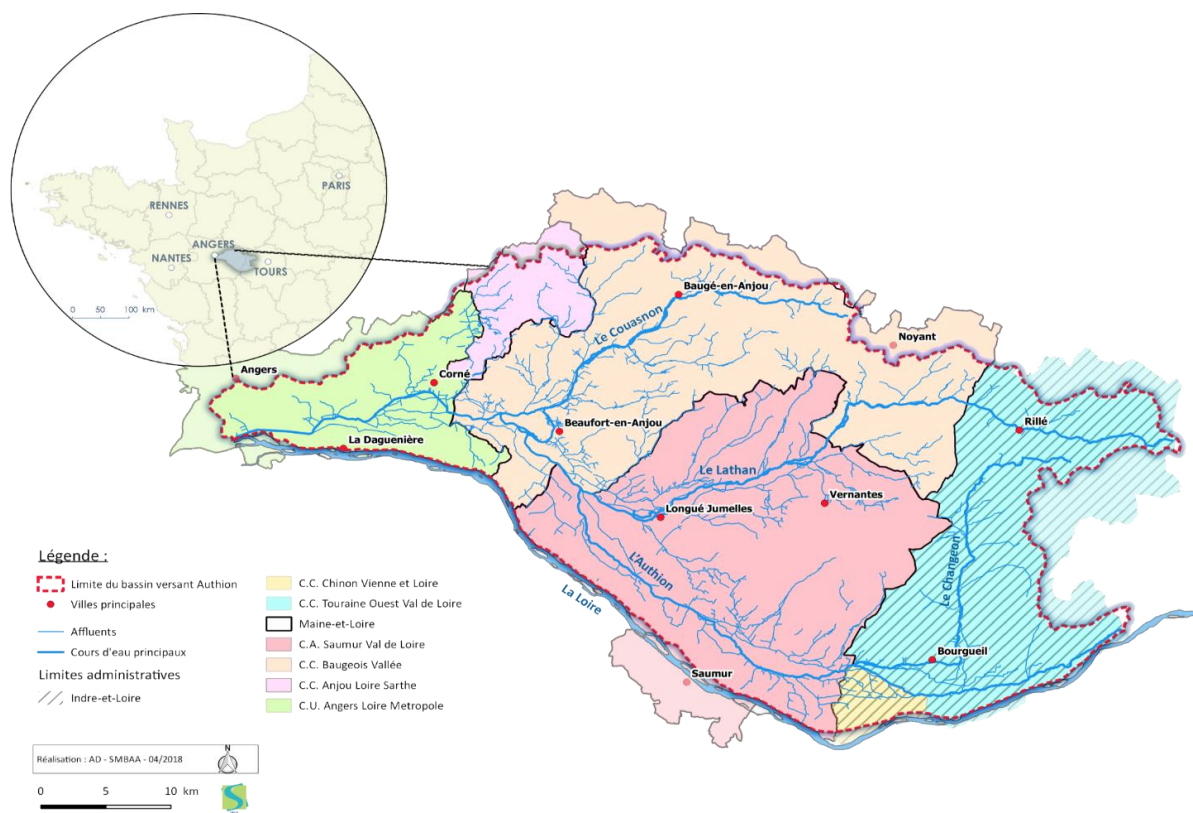 PARIS
RENNES
ANGERS
NANTES
TOURS
0 50 100 km
Baugé-en-Anjou
Le Couasnon
Noyant
Angers
Corné
Beaufort-en-Anjou
Rillé
La Daguenière
Le Lathan
Vernantes
Longué Jumelles
L'Authion
La Loire
Le Changeon
Bourgueil
Saumur
Légende :
Limite du bassin versant Authion
Villes principales
Affluents
Cours d'eau principaux
Limites administratives
Indre-et-Loire
C.C. Chinon Vienne et Loire
C.C. Touraine Ouest Val de Loire
Maine-et-Loire
C.A. Saumur Val de Loire
C.C. Baugeois Vallée
C.C. Anjou Loire Sarthe
C.U. Angers Loire Metropole
Réalisation : AD - SMBAA - 04/2018
N
0 5 10 km